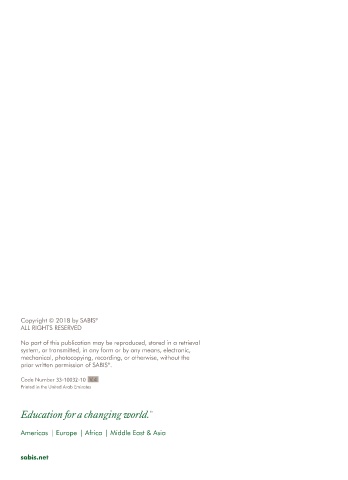 Copyright © 2018 by SABIS®
ALL RIGHTS RESERVED
No part of this publication may be reproduced, stored in a retrieval
system, or transmitted, in any form or by any means, electronic,
mechanical, photocopying, recording, or otherwise, without the
prior written permission of SABIS®.
Code Number 33-10032-10
Printed in the United Arab Emirates
Education for a changing world.™
Americas | Europe | Africa | Middle East & Asia
sabis.net